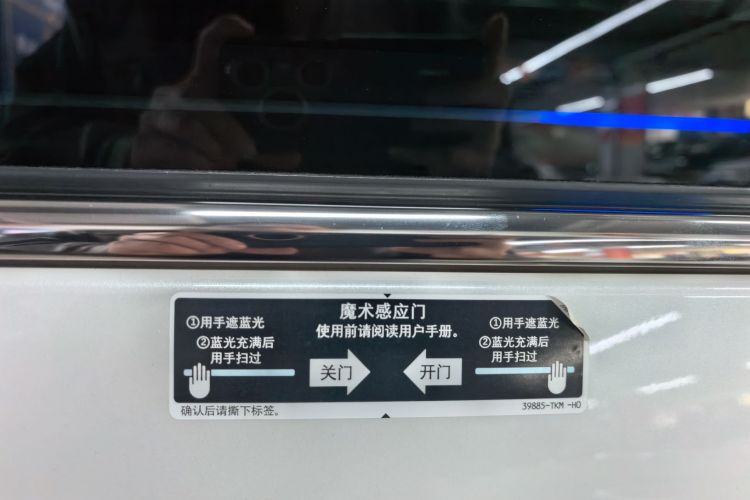 魔术感应门
使用前请阅读用户手册。
①用手遮蓝光
②蓝光充满后
用手扫过
关门
开门
①用手遮蓝光
②蓝光充满后
用手扫过
确认后请撕下标签。
39885-TKM -H0